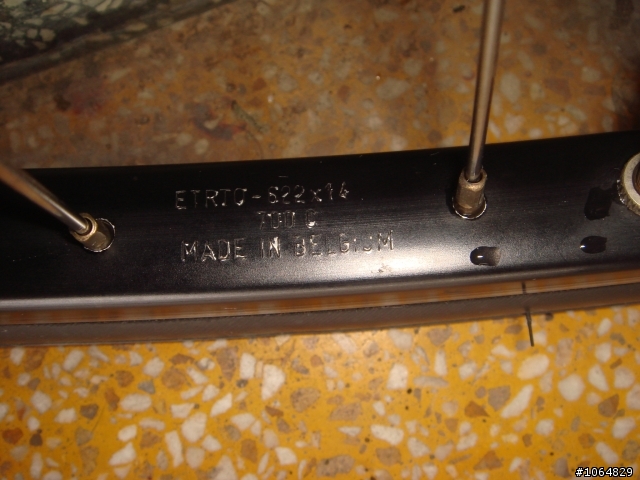 ETRTO-622x14
700 C
MADE IN BELGIUM
#1064829